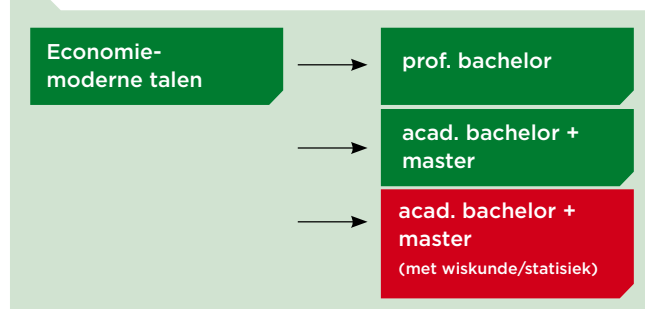 Economie-
moderne talen
prof. bachelor
acad. bachelor +
master
acad. bachelor +
master
(met wiskunde/statisiek)